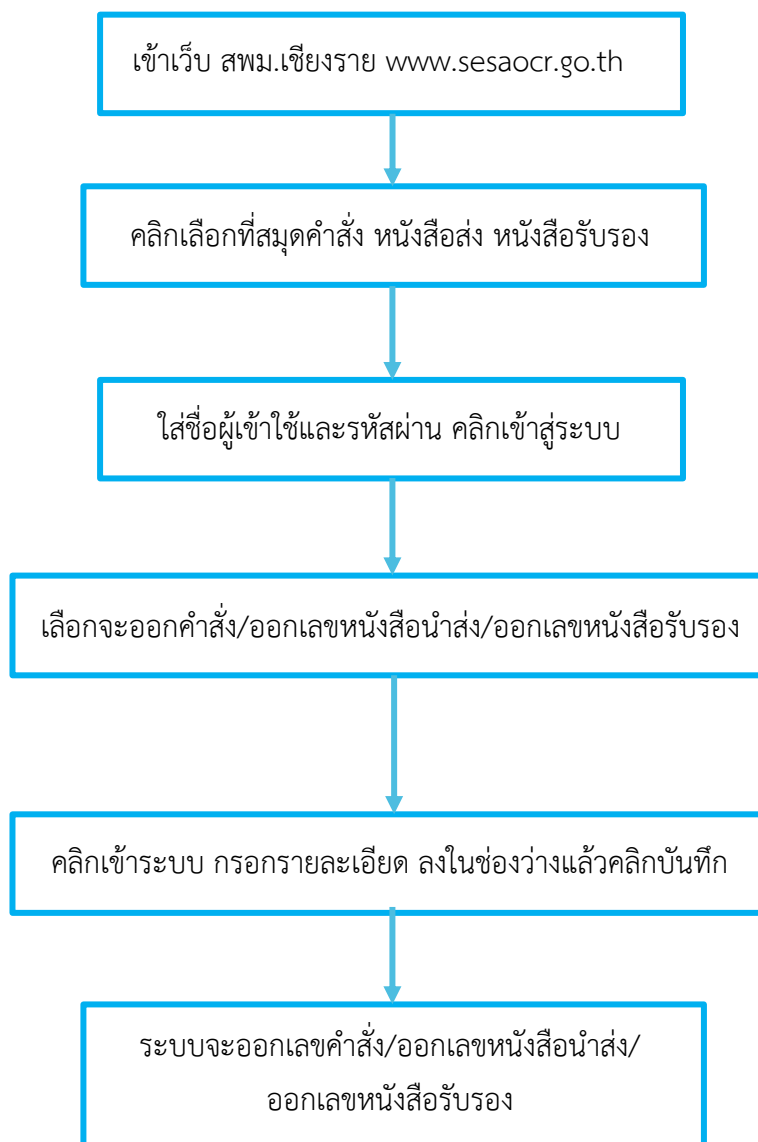 เข้าเว็บ สพม.เชียงราย www.sesaocr.go.th
คลิกเลือกที่สมุดคำสั่ง หนังสือส่ง หนังสือรับรอง
ใส่ชื่อผู้เข้าใช้และรหัสผ่าน คลิกเข้าสู่ระบบ
เลือกจะออกคำสั่ง/ออกเลขหนังสือนำส่ง/ออกเลขหนังสือรับรอง
คลิกเข้าระบบ กรอกรายละเอียด ลงในช่องว่างแล้วคลิกบันทึก
ระบบจะออกเลขคำสั่ง/ออกเลขหนังสือนำส่ง/
ออกเลขหนังสือรับรอง